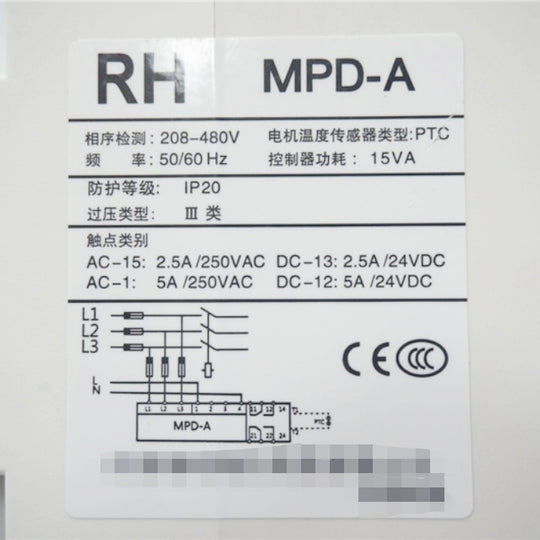 RH MPD-A
相序检测: 208-480V 电机温度传感器类型: PTC
频 率: 50/60 Hz 控制器功耗: 15VA
防护等级: IP20
过压类型: Ⅲ 类
触点类别
AC-15: 2.5A /250VAC DC-13: 2.5A /24VDC
AC-1: 5A /250VAC DC-12: 5A /24VDC
L1
L2
L3
L
N
L1 L2 L3 1 2 3 4 11 12 14 T1
MPD-A PTC
21 22 24 T2
CE CCC